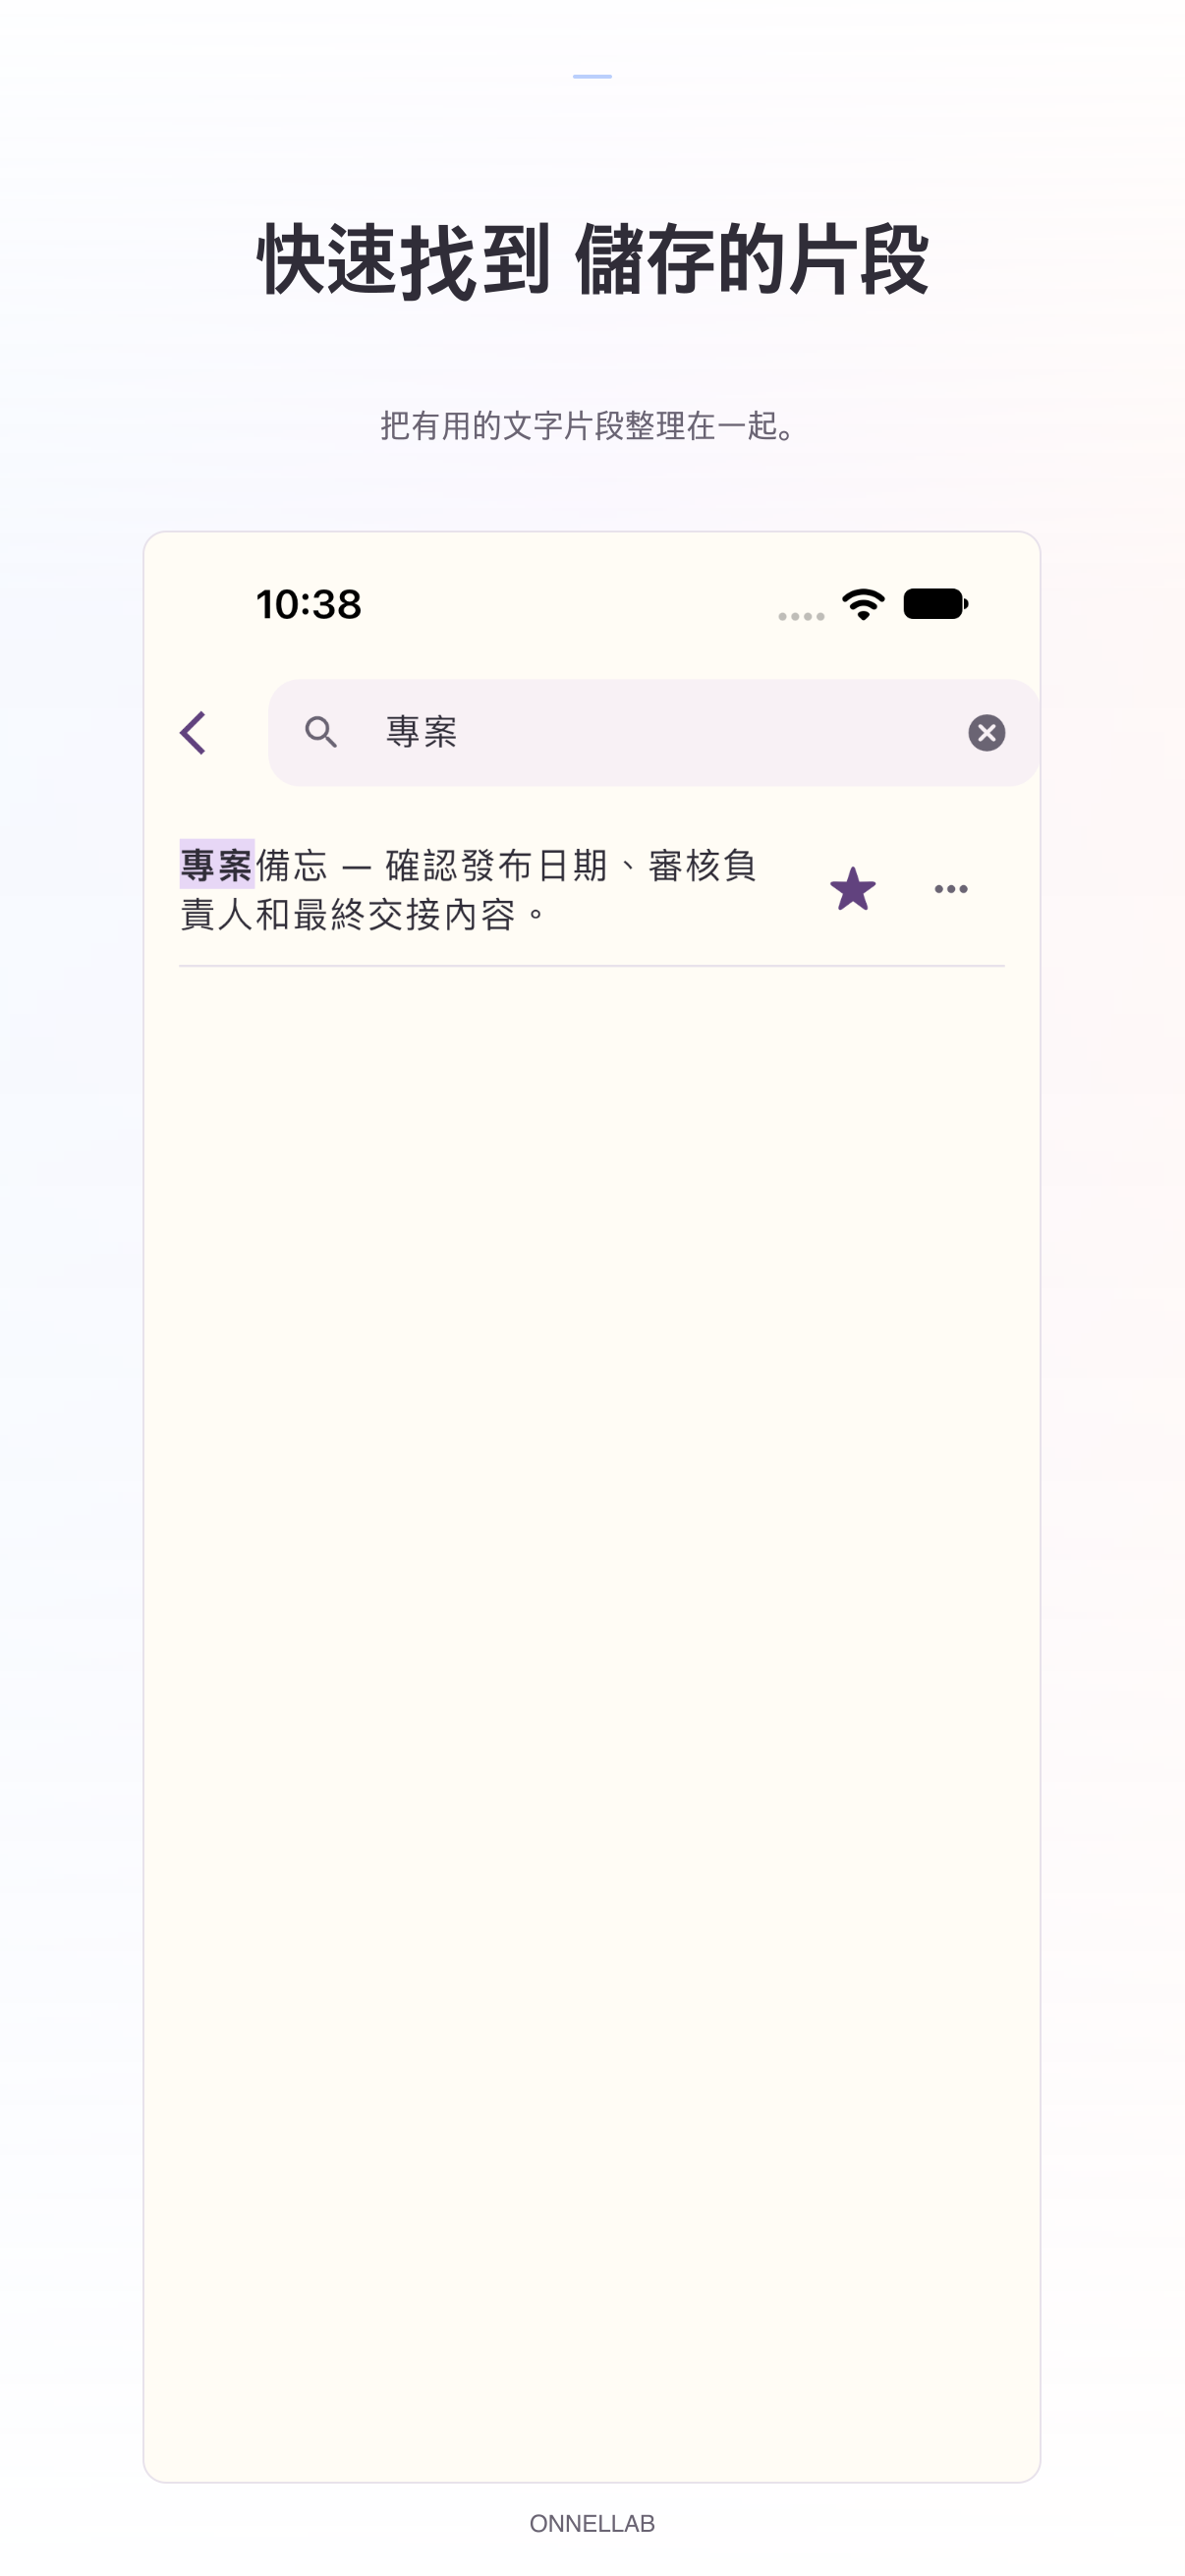 快速找到 儲存的片段
把有用的文字片段整理在一起。
10:38
專案
專案備忘 — 確認發布日期、審核負
責人和最終交接內容。
ONNELLAB